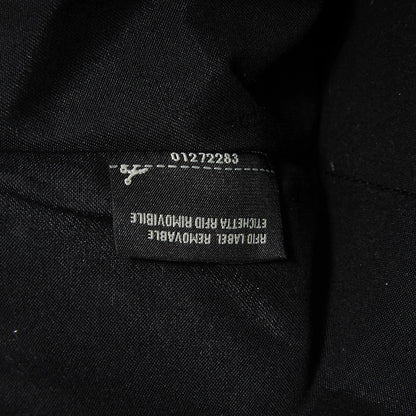 01272283
RFID LABEL REMOVABLE
ETICHETTA RFID RIMOVIBILE